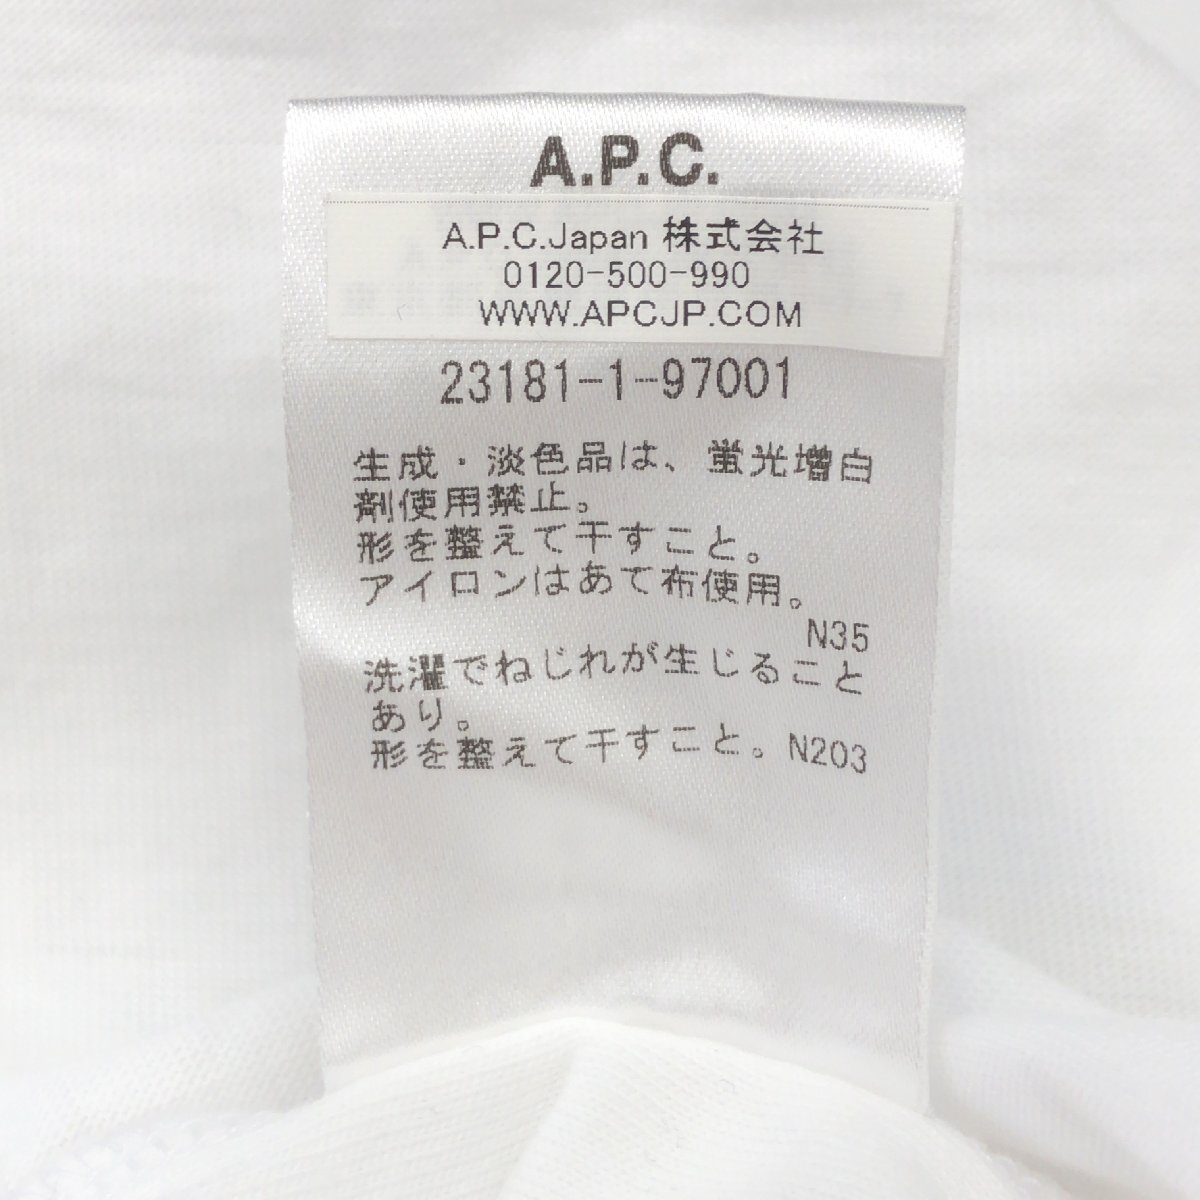 A.P.C.
A.P.C.Japan 株式会社
0120-500-990
WWW.APCJP.COM
23181-1-97001
生成・淡色品は、蛍光増白
剤使用禁止。
形を整えて干すこと。
アイロンはあて布使用。
N35
洗濯でねじれが生じること
あり。
形を整えて干すこと。N203